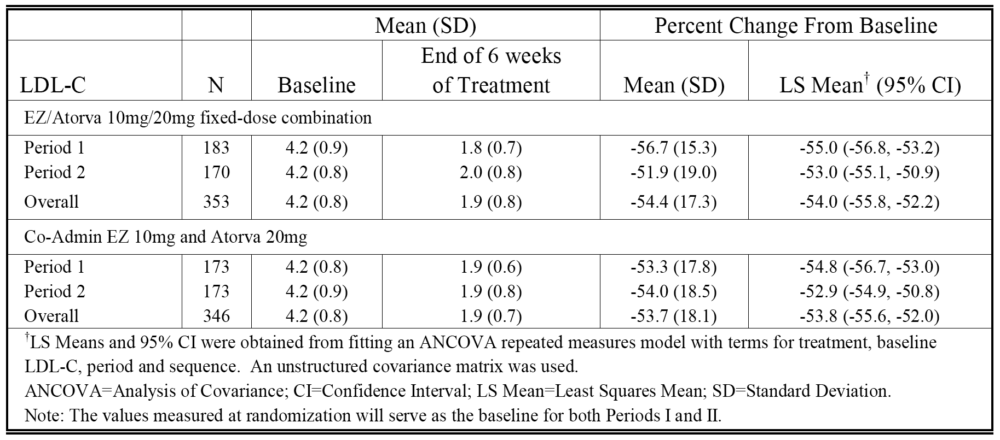 Mean (SD) Percent Change From Baseline
LDL-C N Baseline End of 6 weeks of Treatment Mean (SD) LS Mean† (95% CI)
EZ/Atorva 10mg/20mg fixed-dose combination
Period 1 183 4.2 (0.9) 1.8 (0.7) -56.7 (15.3) -55.0 (-56.8, -53.2)
Period 2 170 4.2 (0.8) 2.0 (0.8) -51.9 (19.0) -53.0 (-55.1, -50.9)
Overall 353 4.2 (0.8) 1.9 (0.8) -54.4 (17.3) -54.0 (-55.8, -52.2)
Co-Admin EZ 10mg and Atorva 20mg
Period 1 173 4.2 (0.8) 1.9 (0.6) -53.3 (17.8) -54.8 (-56.7, -53.0)
Period 2 173 4.2 (0.9) 1.9 (0.8) -54.0 (18.5) -52.9 (-54.9, -50.8)
Overall 346 4.2 (0.8) 1.9 (0.7) -53.7 (18.1) -53.8 (-55.6, -52.0)
†LS Means and 95% CI were obtained from fitting an ANCOVA repeated measures model with terms for treatment, baseline
LDL-C, period and sequence.  An unstructured covariance matrix was used.
ANCOVA=Analysis of Covariance; CI=Confidence Interval; LS Mean=Least Squares Mean; SD=Standard Deviation.
Note: The values measured at randomization will serve as the baseline for both Periods I and II.